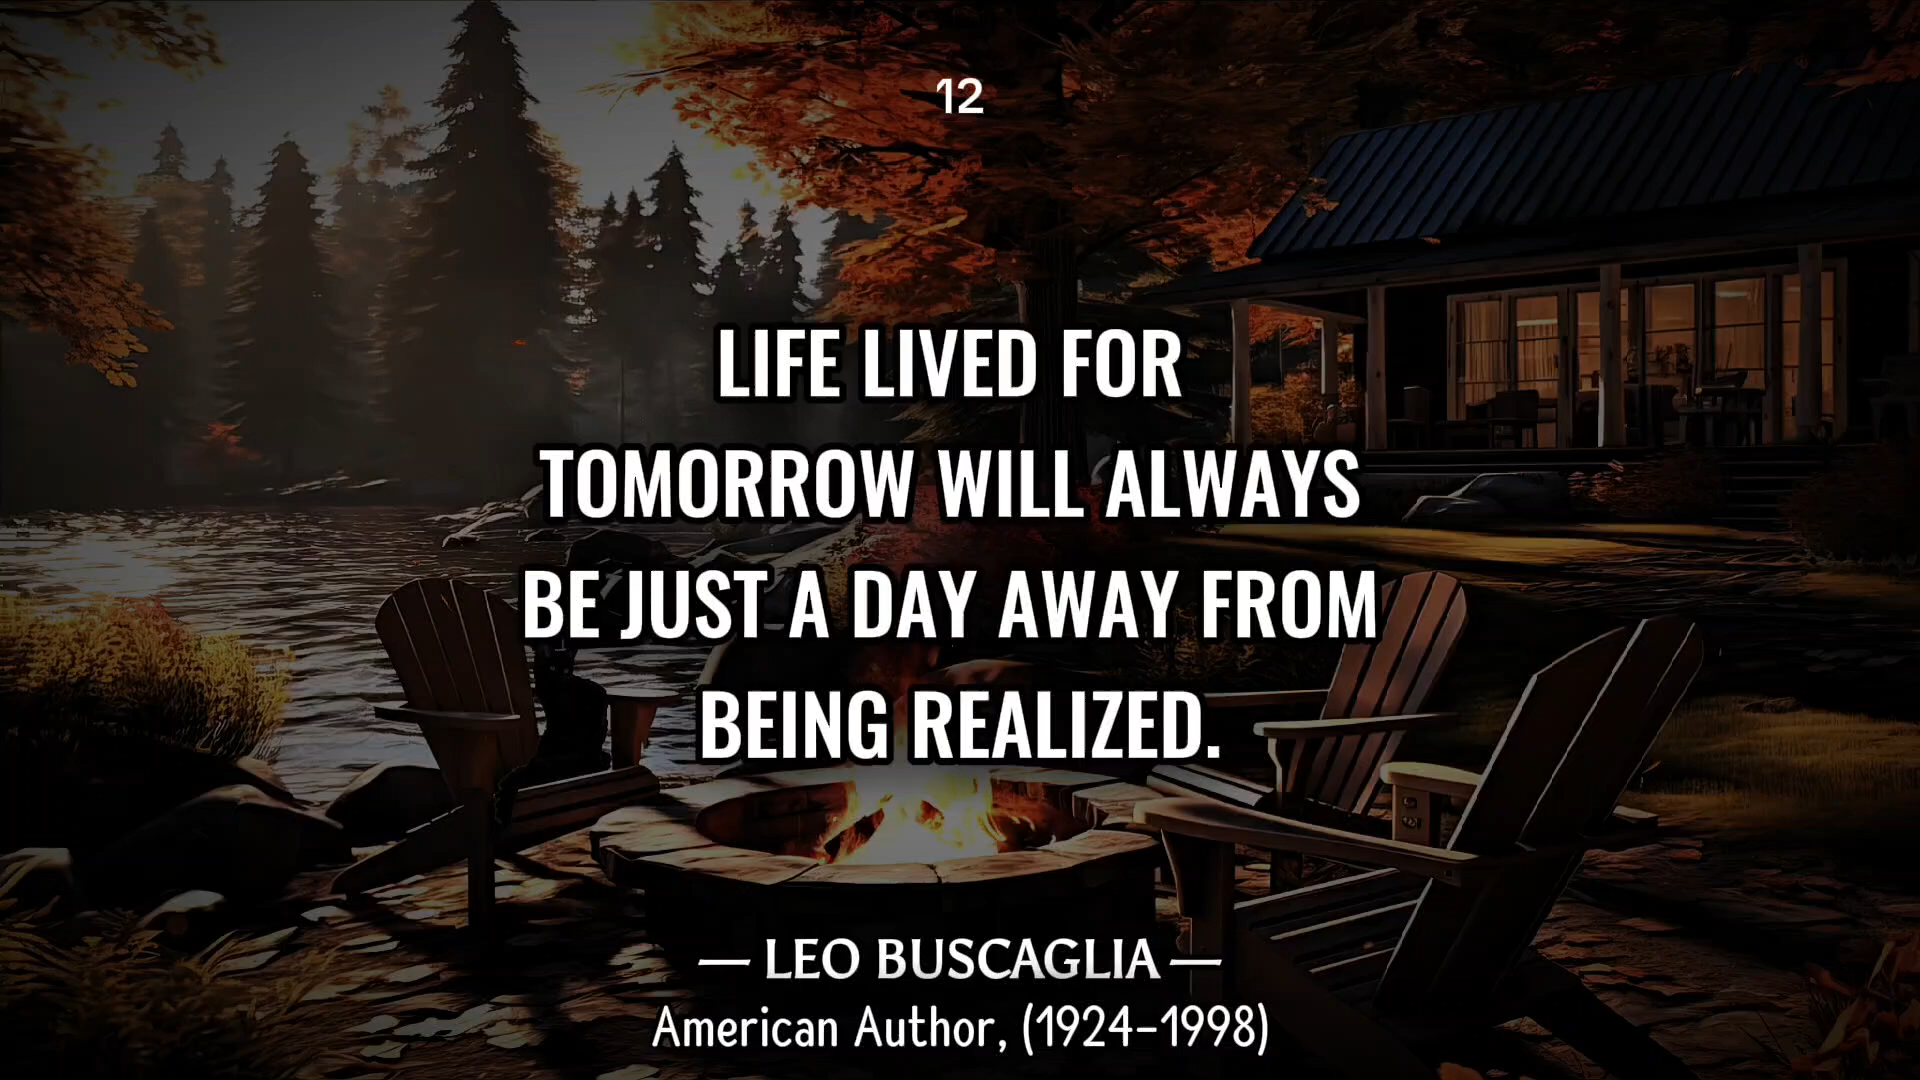 12
LIFE LIVED FOR
TOMORROW WILL ALWAYS
BE JUST A DAY AWAY FROM
BEING REALIZED.
— LEO BUSCAGLIA —
American Author, (1924-1998)